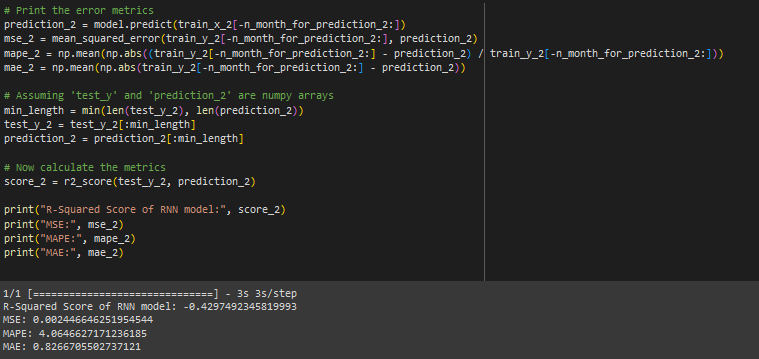 # Print the error metrics
prediction_2 = model.predict(train_x_2[-n_month_for_prediction_2:])
mse_2 = mean_squared_error(train_y_2[-n_month_for_prediction_2:], prediction_2)
mape_2 = np.mean(np.abs((train_y_2[-n_month_for_prediction_2:] - prediction_2) / train_y_2[-n_month_for_prediction_2:]))
mae_2 = np.mean(np.abs(train_y_2[-n_month_for_prediction_2:] - prediction_2))
# Assuming 'test_y' and 'prediction_2' are numpy arrays
min_length = min(len(test_y_2), len(prediction_2))
test_y_2 = test_y_2[:min_length]
prediction_2 = prediction_2[:min_length]
# Now calculate the metrics
score_2 = r2_score(test_y_2, prediction_2)
print("R-Squared Score of RNN model:", score_2)
print("MSE:", mse_2)
print("MAPE:", mape_2)
print("MAE:", mae_2)
1/1 [==============================] - 3s 3s/step
R-Squared Score of RNN model: -0.4297492345819993
MSE: 0.002446646251954544
MAPE: 4.0646627171236185
MAE: 0.8266705502737121